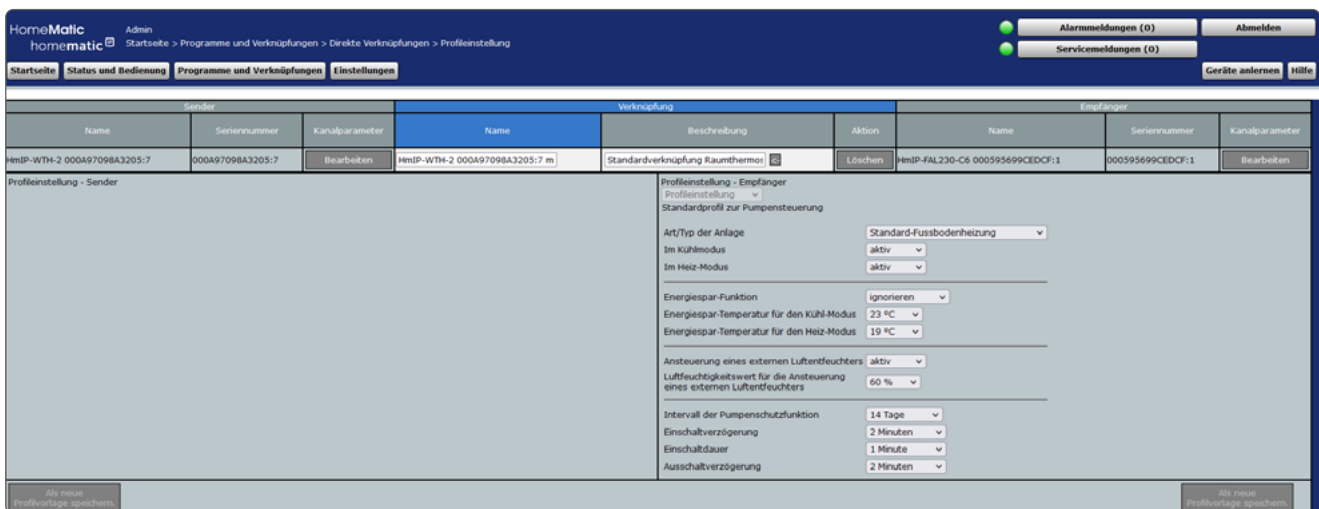 HomeMatic
homematic
Admin
Startseite > Programme und Verknüpfungen > Direkte Verknüpfungen > Profileinstellung
Alarmmeldungen (0)
Abmelden
Servicemeldungen (0)
Startseite
Status und Bedienung
Programme und Verknüpfungen
Einstellungen
Geräte anlernen
Hilfe
Sender
Verknüpfung
Empfänger
Name
Seriennummer
Kanalparameter
Name
Beschreibung
Aktion
Name
Seriennummer
Kanalparameter
HmIP-WTH-2 000A97098A3205:7
000A97098A3205:7
Bearbeiten
HmIP-WTH-2 000A97098A3205:7 m
Standardverknüpfung Raumthermos
Löschen
HmIP-FAL230-C6 000595699CEDCF:1
000595699CEDCF:1
Bearbeiten
Profileinstellung - Sender
Profileinstellung - Empfänger
Profileinstellung
Standardprofil zur Pumpensteuerung
Art/Typ der Anlage
Standard-Fussbodenheizung
Im Kühlmodus
aktiv
Im Heiz-Modus
aktiv
Energiespar-Funktion
ignorieren
Energiespar-Temperatur für den Kühl-Modus
23 ºC
Energiespar-Temperatur für den Heiz-Modus
19 ºC
Ansteuerung eines externen Luftentfeuchters
aktiv
Luftfeuchtigkeitswert für die Ansteuerung
eines externen Luftentfeuchters
60 %
Intervall der Pumpenschutzfunktion
14 Tage
Einschaltverzögerung
2 Minuten
Einschaltdauer
1 Minute
Ausschaltverzögerung
2 Minuten
Als neue
Profilvorlage speichern.
Als neue
Profilvorlage speichern.